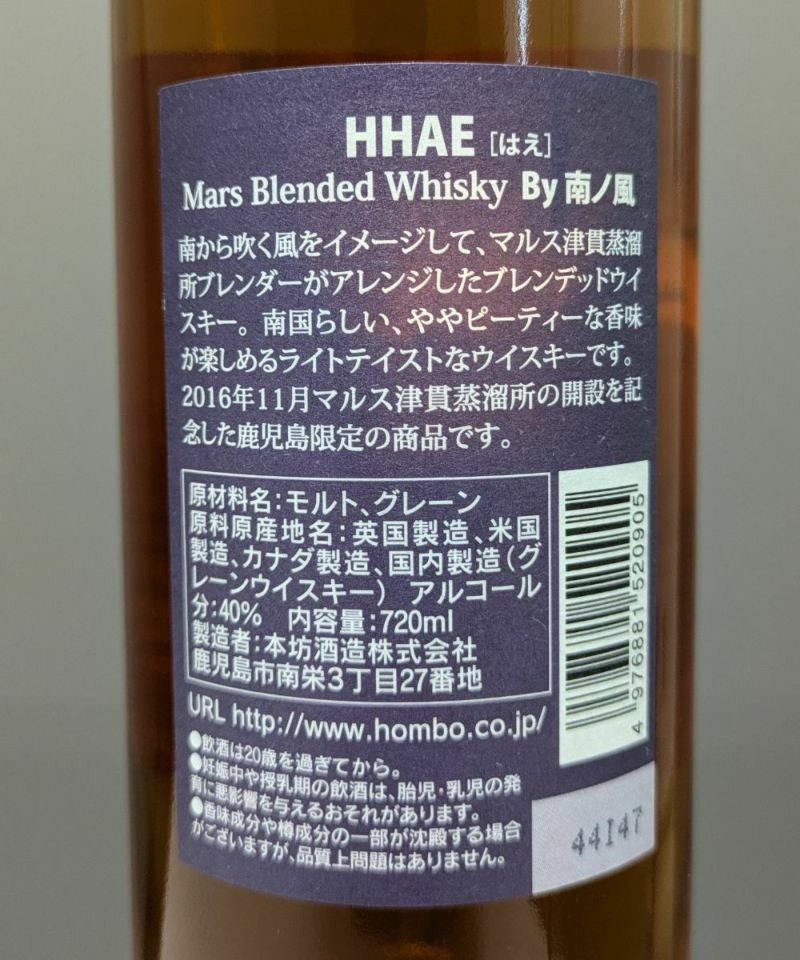 HHAE [はえ]
Mars Blended Whisky By 南ノ風
南から吹く風をイメージして、マルス津貫蒸溜
所ブレンダーがアレンジしたブレンデッドウイ
スキー。南国らしい、ややピーティーな香味
が楽しめるライトテイストなウイスキーです。
2016年11月マルス津貫蒸溜所の開設を記
念した鹿児島限定の商品です。
原材料名：モルト、グレーン
原料原産地名：英国製造、米国
製造、カナダ製造、国内製造（グ
レーンウイスキー） アルコール
分：40% 内容量：720ml
製造者：本坊酒造株式会社
鹿児島市南栄3丁目27番地
4 976881 520905
URL http://www.hombo.co.jp/
●飲酒は20歳を過ぎてから。
●妊娠中や授乳期の飲酒は、胎児・乳児の発
育に悪影響を与えるおそれがあります。
●香味成分や樽成分の一部が沈殿する場合
がございますが、品質上問題はありません。
44I47